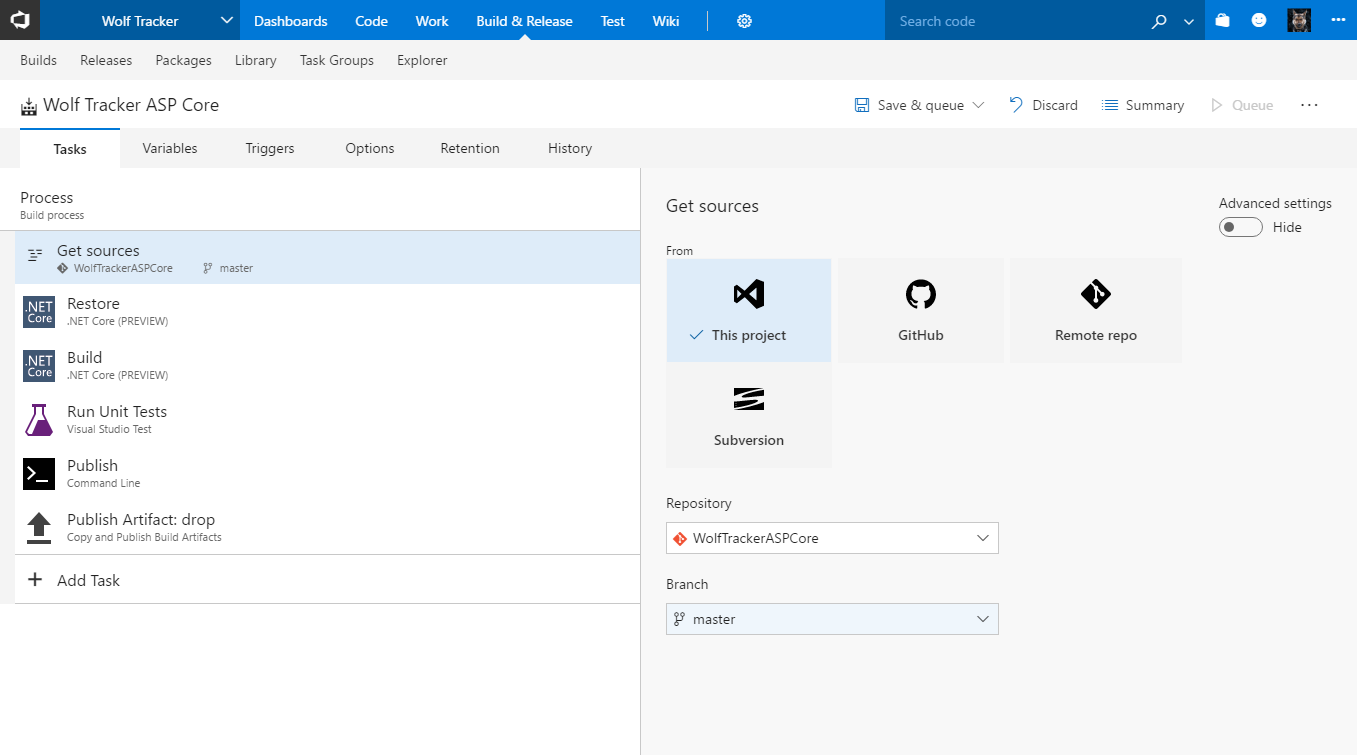 Wolf Tracker Dashboards Code Work Build & Release Test Wiki Search code
Builds Releases Packages Library Task Groups Explorer
Wolf Tracker ASP Core Save & queue Discard Summary Queue
Tasks Variables Triggers Options Retention History
Process
Build process
Get sources
WolfTrackerASPCore master
.NET Core
Restore
.NET Core (PREVIEW)
.NET Core
Build
.NET Core (PREVIEW)
Run Unit Tests
Visual Studio Test
Publish
Command Line
Publish Artifact: drop
Copy and Publish Build Artifacts
Add Task
Get sources
Advanced settings
Hide
From
This project
GitHub
Remote repo
Subversion
Repository
WolfTrackerASPCore
Branch
master